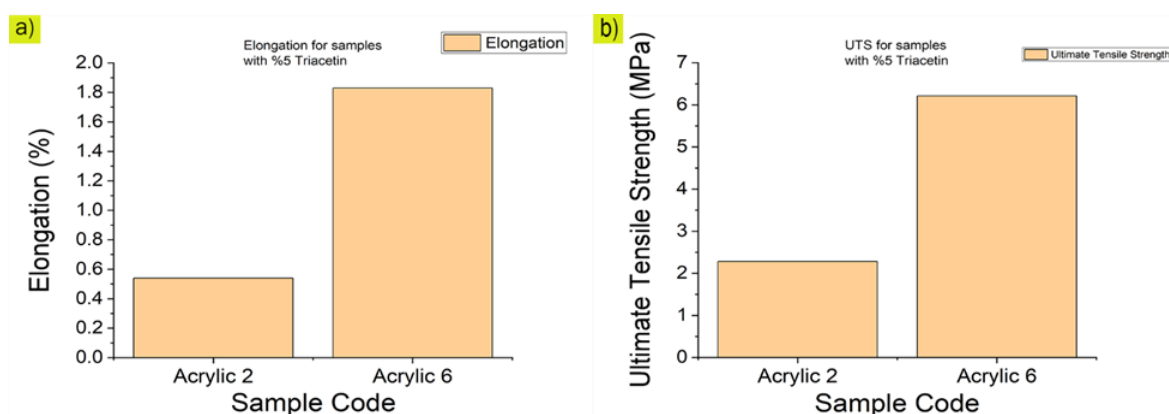 a)
Elongation for samples
with %5 Triacetin
Elongation
2.0
1.8
1.6
1.4
1.2
1.0
0.8
0.6
0.4
0.2
0.0
Elongation (%)
Acrylic 2
Acrylic 6
Sample Code
b)
UTS for samples
with %5 Triacetin
Ultimate Tensile Strength
7
6
5
4
3
2
1
0
Ultimate Tensile Strength (MPa)
Acrylic 2
Acrylic 6
Sample Code